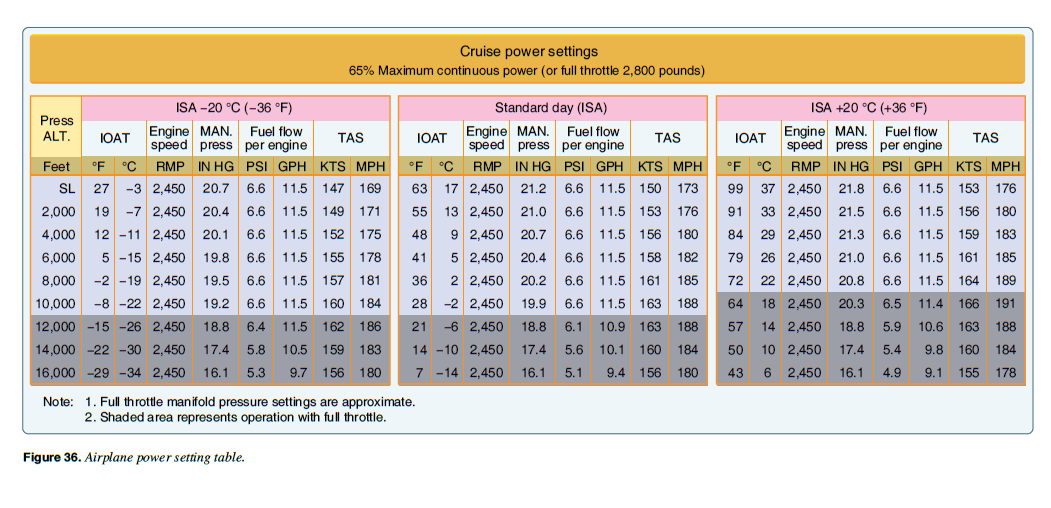 Cruise power settings
65% Maximum continuous power (or full throttle 2,800 pounds)
Press ALT. ISA −20 °C (−36 °F) Standard day (ISA) ISA +20 °C (+36 °F)
IOAT Engine speed MAN. press Fuel flow per engine TAS IOAT Engine speed MAN. press Fuel flow per engine TAS IOAT Engine speed MAN. press Fuel flow per engine TAS
Feet °F °C RMP IN HG PSI GPH KTS MPH °F °C RMP IN HG PSI GPH KTS MPH °F °C RMP IN HG PSI GPH KTS MPH
SL 27 −3 2,450 20.7 6.6 11.5 147 169 63 17 2,450 21.2 6.6 11.5 150 173 99 37 2,450 21.8 6.6 11.5 153 176
2,000 19 −7 2,450 20.4 6.6 11.5 149 171 55 13 2,450 21.0 6.6 11.5 153 176 91 33 2,450 21.5 6.6 11.5 156 180
4,000 12 −11 2,450 20.1 6.6 11.5 152 175 48 9 2,450 20.7 6.6 11.5 156 180 84 29 2,450 21.3 6.6 11.5 159 183
6,000 5 −15 2,450 19.8 6.6 11.5 155 178 41 5 2,450 20.4 6.6 11.5 158 182 79 26 2,450 21.0 6.6 11.5 161 185
8,000 −2 −19 2,450 19.5 6.6 11.5 157 181 36 2 2,450 20.2 6.6 11.5 161 185 72 22 2,450 20.8 6.6 11.5 164 189
10,000 −8 −22 2,450 19.2 6.6 11.5 160 184 28 −2 2,450 19.9 6.6 11.5 163 188 64 18 2,450 20.3 6.5 11.4 166 191
12,000 −15 −26 2,450 18.8 6.4 11.5 162 186 21 −6 2,450 18.8 6.1 10.9 163 188 57 14 2,450 18.8 5.9 10.6 163 188
14,000 −22 −30 2,450 17.4 5.8 10.5 159 183 14 −10 2,450 17.4 5.6 10.1 160 184 50 10 2,450 17.4 5.4 9.8 160 184
16,000 −29 −34 2,450 16.1 5.3 9.7 156 180 7 −14 2,450 16.1 5.1 9.4 156 180 43 6 2,450 16.1 4.9 9.1 155 178
Note: 1. Full throttle manifold pressure settings are approximate.
2. Shaded area represents operation with full throttle.
Figure 36. Airplane power setting table.